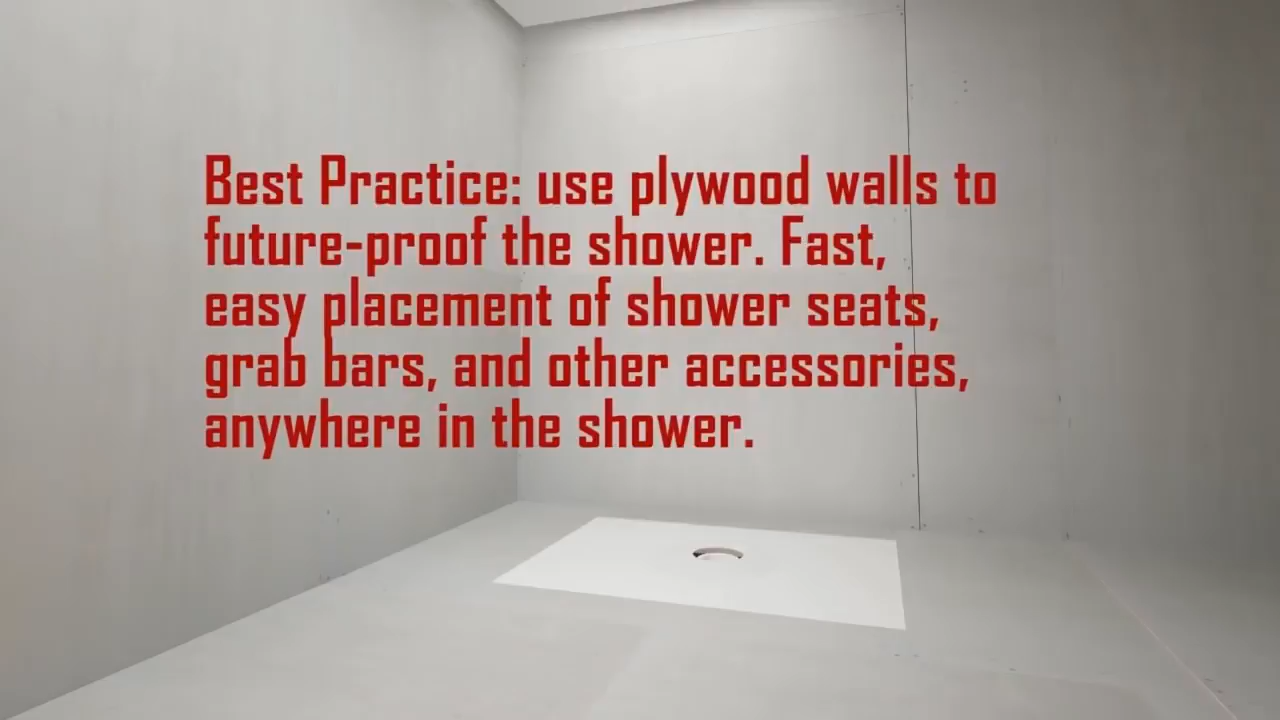 Best Practice: use plywood walls to
future-proof the shower. Fast,
easy placement of shower seats,
grab bars, and other accessories,
anywhere in the shower.